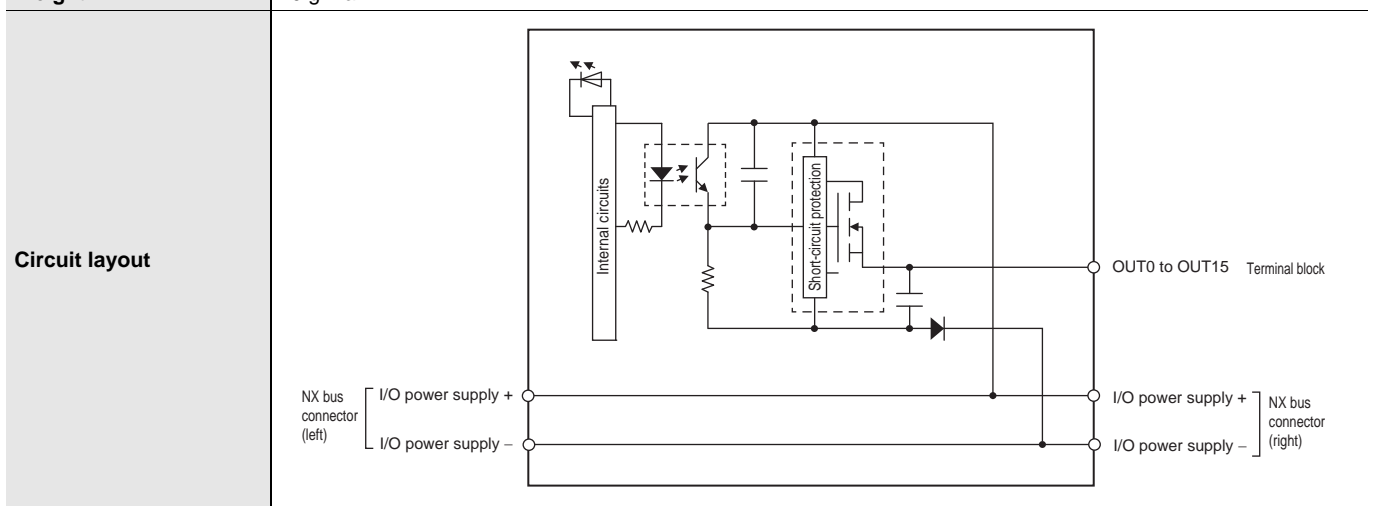 Circuit layout
Internal circuits
Short-circuit protection
OUT0 to OUT15 Terminal block
NX bus
connector
(left)
I/O power supply +
I/O power supply –
I/O power supply +
I/O power supply –
NX bus
connector
(right)